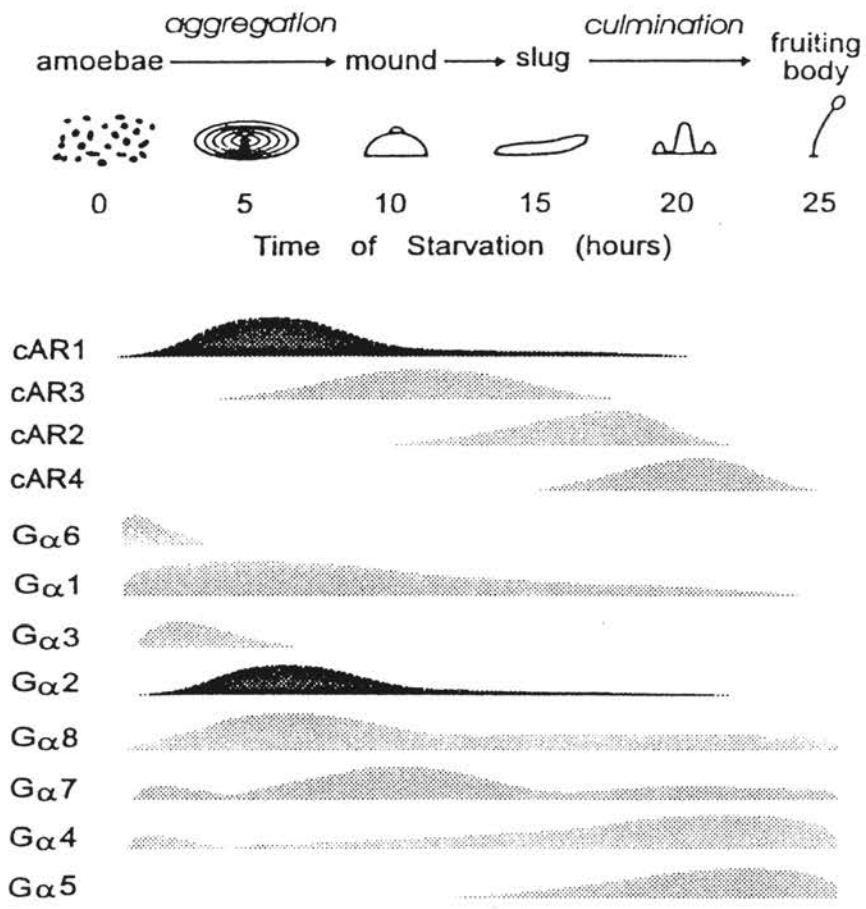 aggregation culmination
amoebae mound slug fruiting body
0 5 10 15 20 25
Time of Starvation (hours)
cAR1
cAR3
cAR2
cAR4
Gα6
Gα1
Gα3
Gα2
Gα8
Gα7
Gα4
Gα5